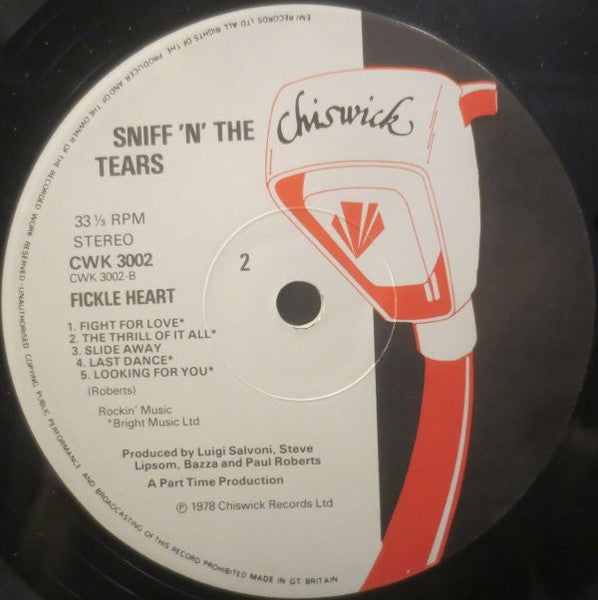 EMI RECORDS LTD ALL RIGHTS OF THE PRODUCER AND OF THE OWNER OF THE RECORDED WORK RESERVED · UNAUTHORISED COPYING PUBLIC PERFORMANCE AND BROADCASTING OF THIS RECORD PROHIBITED MADE IN GT. BRITAIN
Chiswick
SNIFF 'N' THE
TEARS
33 ⅓ RPM
STEREO
CWK 3002
CWK 3002-B
2
FICKLE HEART
1. FIGHT FOR LOVE*
2. THE THRILL OF IT ALL*
3. SLIDE AWAY
4. LAST DANCE*
5. LOOKING FOR YOU*
(Roberts)
Rockin' Music
*Bright Music Ltd
Produced by Luigi Salvoni, Steve
Lipsom, Bazza and Paul Roberts
A Part Time Production
℗ 1978 Chiswick Records Ltd